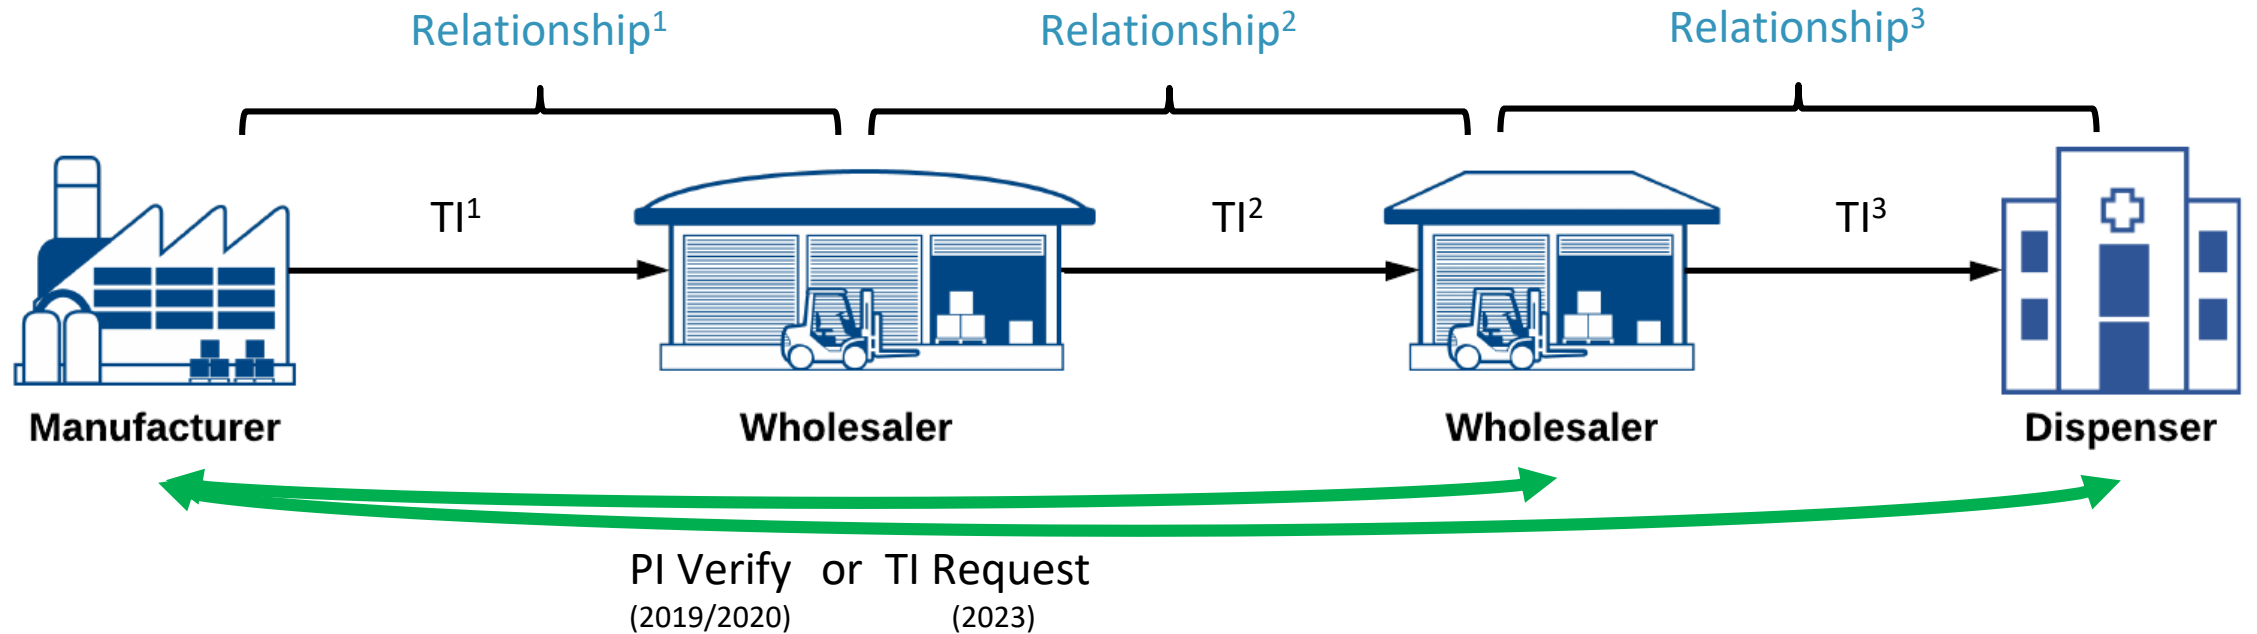 Relationship¹
Relationship²
Relationship³
TI¹
TI²
TI³
Manufacturer
Wholesaler
Wholesaler
Dispenser
PI Verify or TI Request
(2019/2020) (2023)